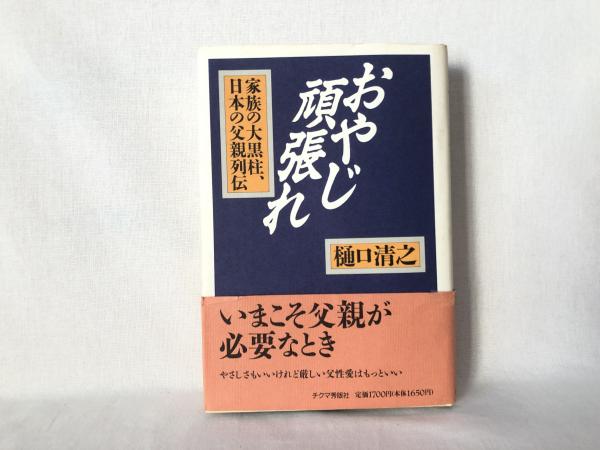 おやじ
頑張れ
家族の大黒柱、
日本の父親列伝
樋口清之
いまこそ父親が
必要なとき
やさしさもいいけれど厳しい父性愛はもっといい
チクマ秀版社 定価1700円(本体1650円)